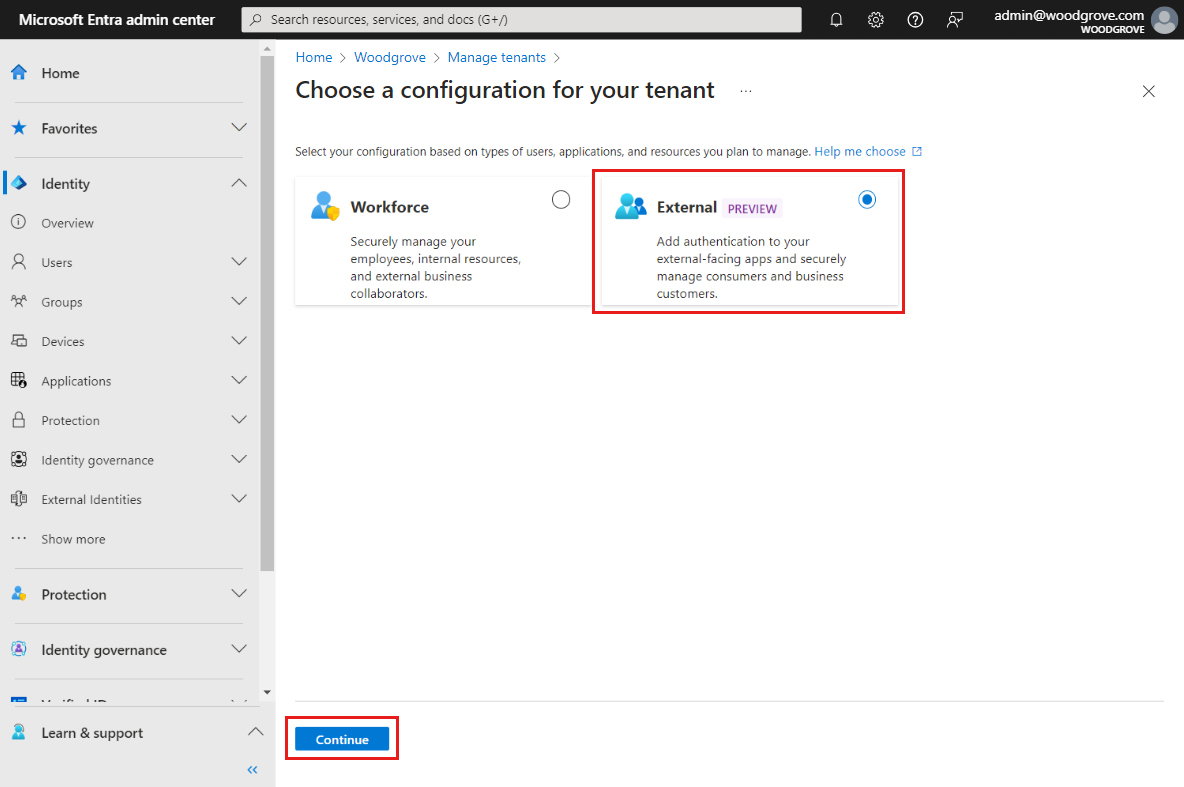 Microsoft Entra admin center
Search resources, services, and docs (G+/)
admin@woodgrove.com
WOODGROVE
Home
Favorites
Identity
Overview
Users
Groups
Devices
Applications
Protection
Identity governance
External Identities
Show more
Protection
Identity governance
Verified ID
Learn & support
Home > Woodgrove > Manage tenants >
Choose a configuration for your tenant ...
Select your configuration based on types of users, applications, and resources you plan to manage. Help me choose
Workforce
Securely manage your
employees, internal resources,
and external business
collaborators.
External PREVIEW
Add authentication to your
external-facing apps and securely
manage consumers and business
customers.
Continue